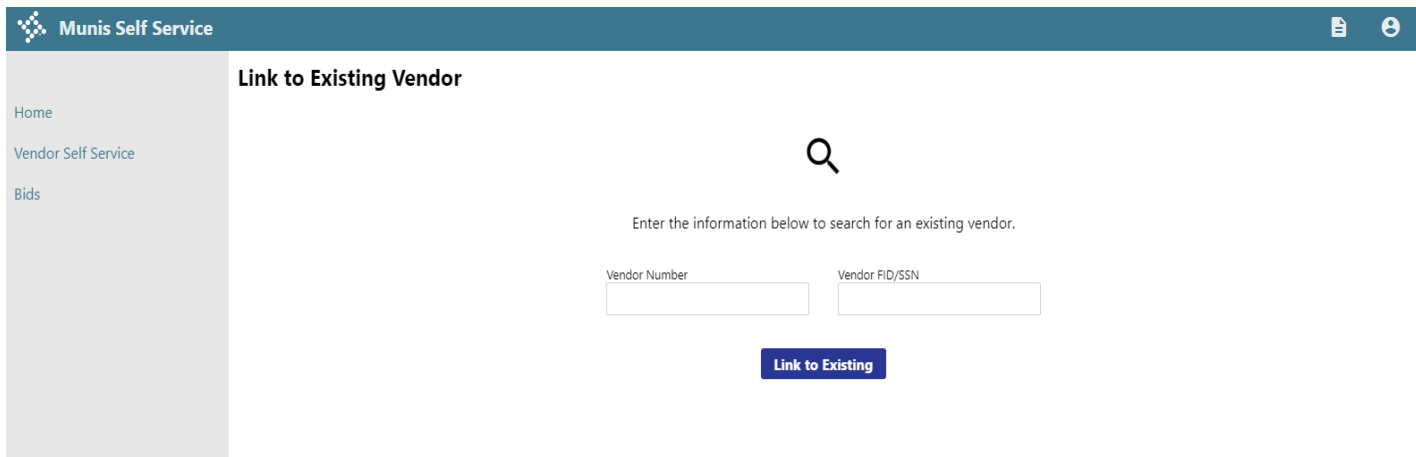 Munis Self Service
Home
Vendor Self Service
Bids
Link to Existing Vendor
Enter the information below to search for an existing vendor.
Vendor Number
Vendor FID/SSN
Link to Existing